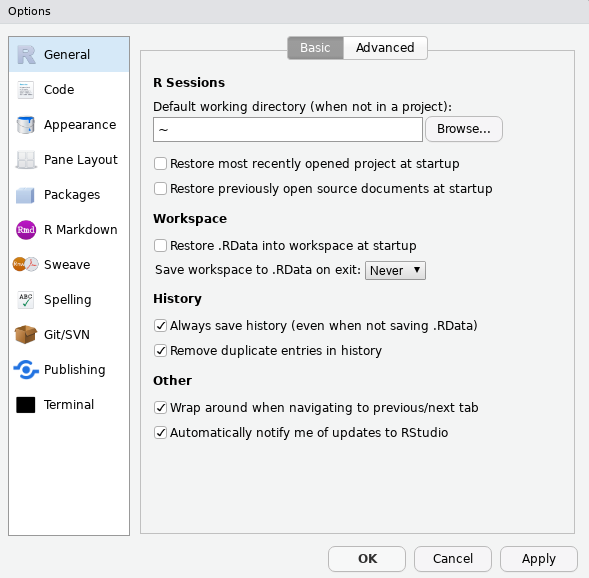 Options
General
Code
Appearance
Pane Layout
Packages
Rmd R Markdown
Sweave
ABC Spelling
Git/SVN
Publishing
Terminal
Basic Advanced
R Sessions
Default working directory (when not in a project):
~ Browse...
Restore most recently opened project at startup
Restore previously open source documents at startup
Workspace
Restore .RData into workspace at startup
Save workspace to .RData on exit: Never
History
Always save history (even when not saving .RData)
Remove duplicate entries in history
Other
Wrap around when navigating to previous/next tab
Automatically notify me of updates to RStudio
OK Cancel Apply